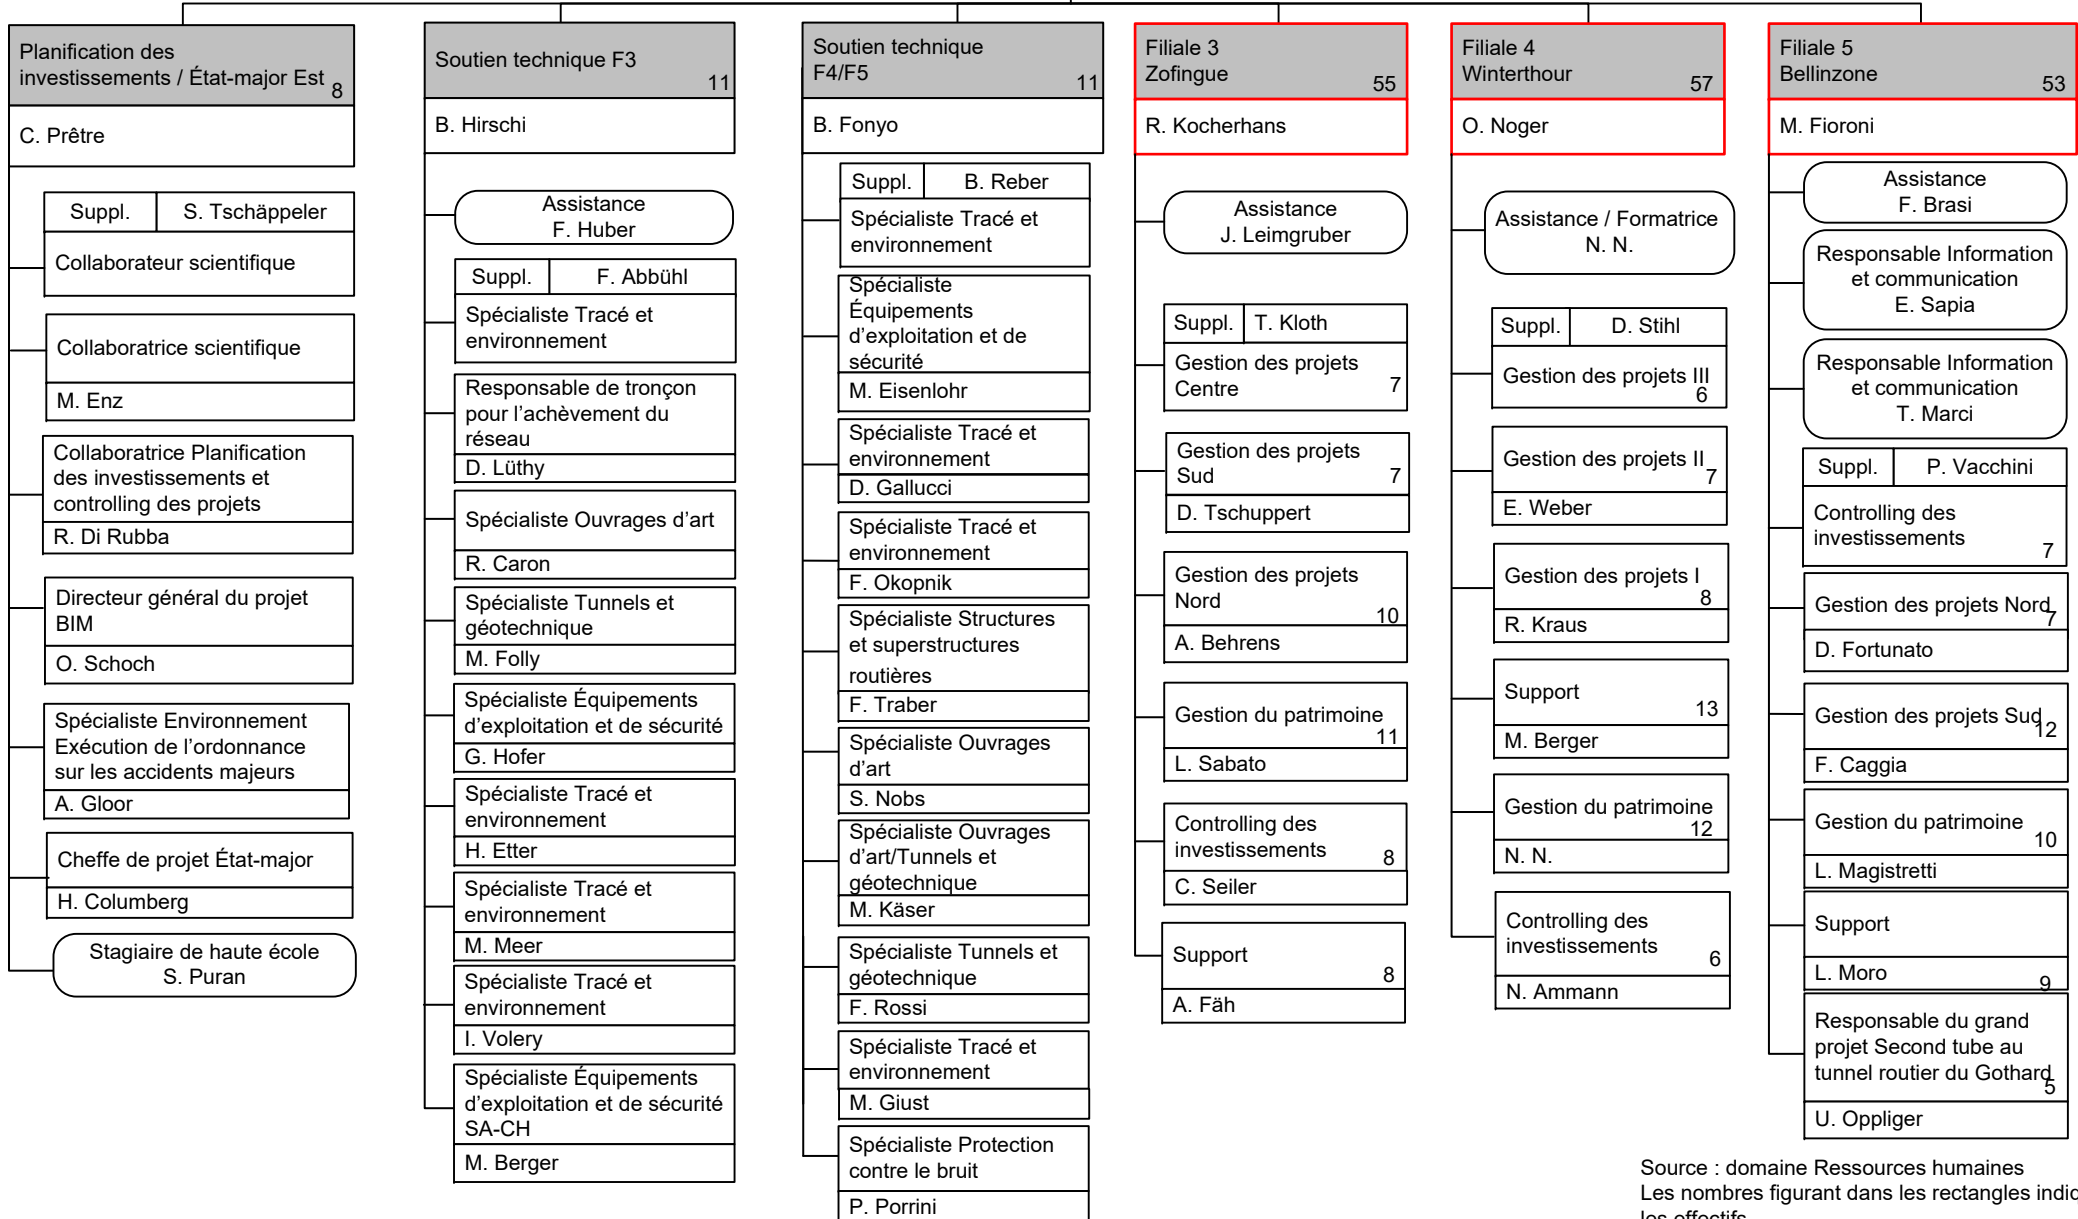 Planification des
investissements / État-major Est 8
C. Prêtre
Suppl. S. Tschäppeler
Collaborateur scientifique
Collaboratrice scientifique
M. Enz
Collaboratrice Planification
des investissements et
controlling des projets
R. Di Rubba
Directeur général du projet
BIM
O. Schoch
Spécialiste Environnement
Exécution de l'ordonnance
sur les accidents majeurs
A. Gloor
Cheffe de projet État-major
H. Columberg
Stagiaire de haute école
S. Puran
Soutien technique F3
11
B. Hirschi
Assistance
F. Huber
Suppl. F. Abbühl
Spécialiste Tracé et
environnement
Responsable de tronçon
pour l'achèvement du
réseau
D. Lüthy
Spécialiste Ouvrages d'art
R. Caron
Spécialiste Tunnels et
géotechnique
M. Folly
Spécialiste Équipements
d'exploitation et de sécurité
G. Hofer
Spécialiste Tracé et
environnement
H. Etter
Spécialiste Tracé et
environnement
M. Meer
Spécialiste Tracé et
environnement
I. Volery
Spécialiste Équipements
d'exploitation et de sécurité
SA-CH
M. Berger
Soutien technique
F4/F5 11
B. Fonyo
Suppl. B. Reber
Spécialiste Tracé et
environnement
Spécialiste
Équipements
d'exploitation et de
sécurité
M. Eisenlohr
Spécialiste Tracé et
environnement
D. Gallucci
Spécialiste Tracé et
environnement
F. Okopnik
Spécialiste Structures
et superstructures
routières
F. Traber
Spécialiste Ouvrages
d'art
S. Nobs
Spécialiste Ouvrages
d'art/Tunnels et
géotechnique
M. Käser
Spécialiste Tunnels et
géotechnique
F. Rossi
Spécialiste Tracé et
environnement
M. Giust
Spécialiste Protection
contre le bruit
P. Porrini
Filiale 3
Zofingue 55
R. Kocherhans
Assistance
J. Leimgruber
Suppl. T. Kloth
Gestion des projets
Centre 7
Gestion des projets
Sud 7
D. Tschuppert
Gestion des projets
Nord
10
A. Behrens
Gestion du patrimoine
11
L. Sabato
Controlling des
investissements 8
C. Seiler
Support
8
A. Fäh
Filiale 4
Winterthour 57
O. Noger
Assistance / Formatrice
N. N.
Suppl. D. Stihl
Gestion des projets III
6
Gestion des projets II 7
E. Weber
Gestion des projets I
8
R. Kraus
Support
13
M. Berger
Gestion du patrimoine
12
N. N.
Controlling des
investissements 6
N. Ammann
Filiale 5
Bellinzone 53
M. Fioroni
Assistance
F. Brasi
Responsable Information
et communication
E. Sapia
Responsable Information
et communication
T. Marci
Suppl. P. Vacchini
Controlling des
investissements
7
Gestion des projets Nord 7
D. Fortunato
Gestion des projets Sud 12
F. Caggia
Gestion du patrimoine
10
L. Magistretti
Support
L. Moro
9
Responsable du grand
projet Second tube au
tunnel routier du Gothard
5
U. Oppliger
Source : domaine Ressources humaines
Les nombres figurant dans les rectangles
les effectifs